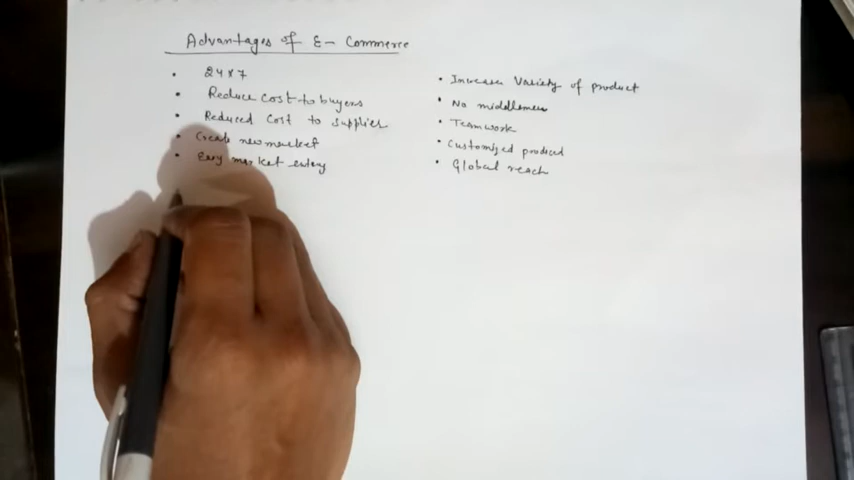 Advantages of E- Commerce
• 24x7
• Reduce cost to buyers
• Reduced cost to supplier
• Create new market
• Easy market entry
• Increase Variety of product
• No middlemen
• Teamwork
• Customized product
• Global reach